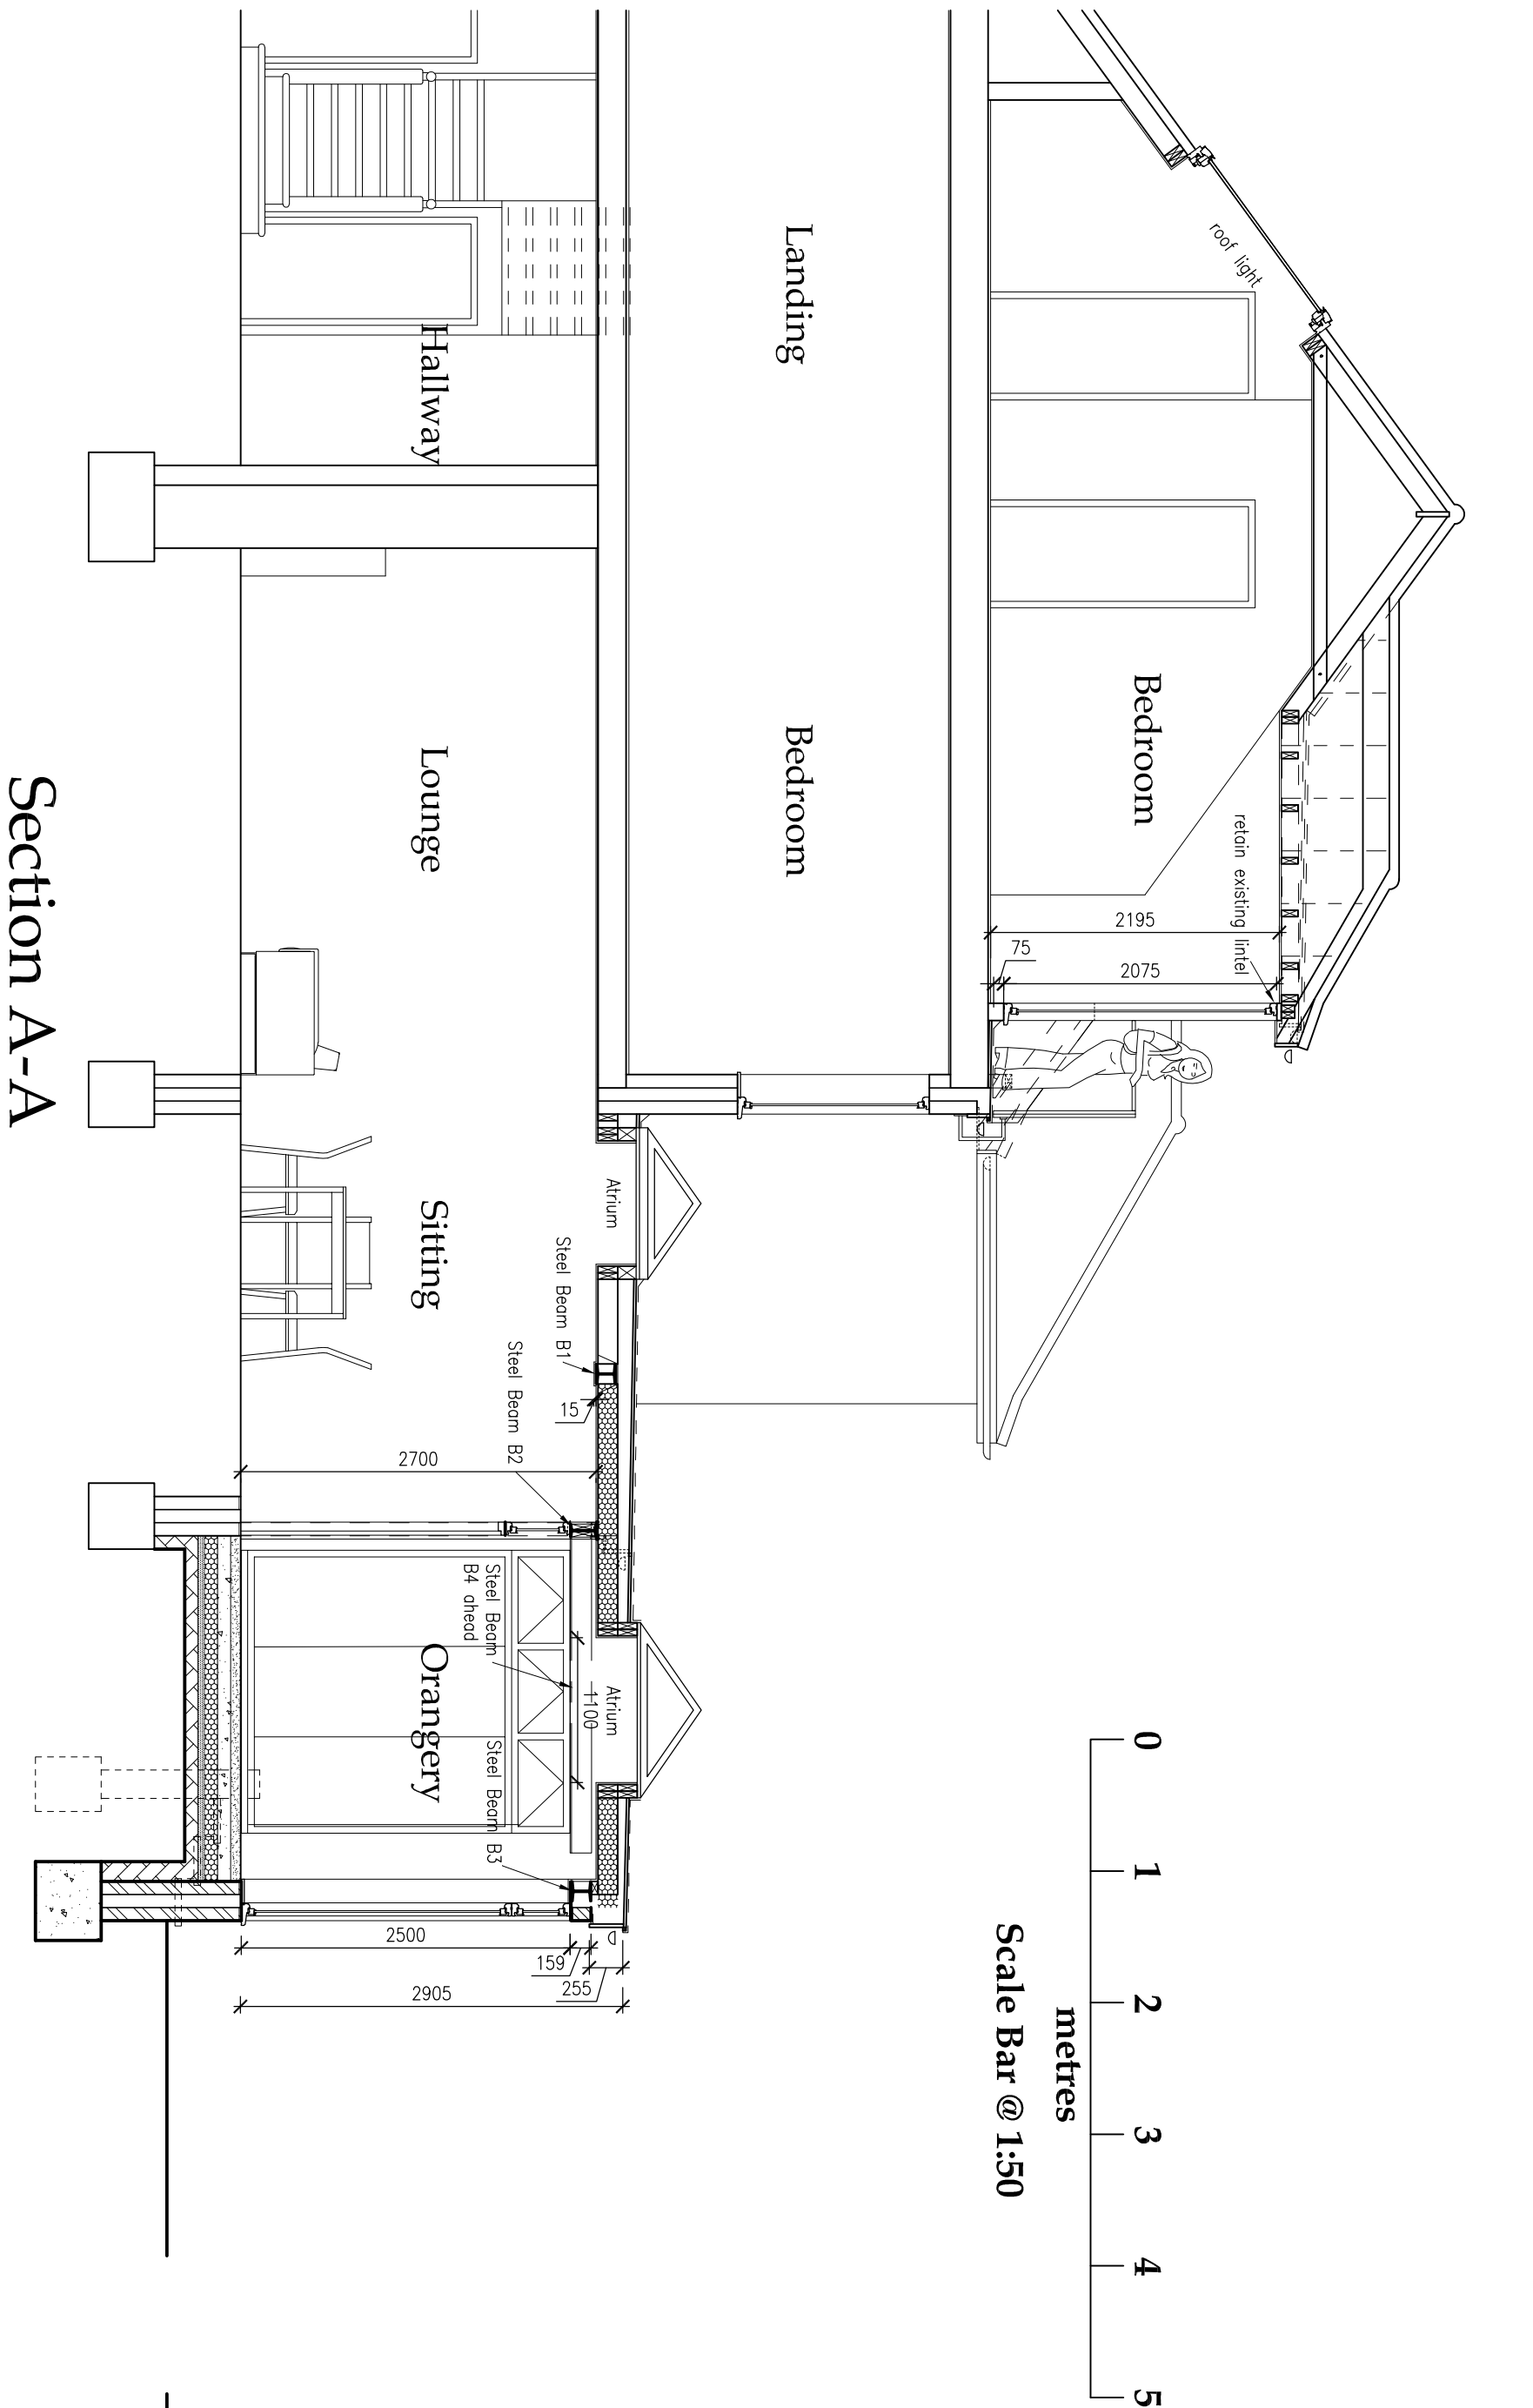 roof light
Bedroom
retain existing lintel
2195
75
2075
Landing
Bedroom
Atrium
Steel Beam B1
15
Steel Beam B2
2700
Hallway
Lounge
Sitting
Orangery
Steel Beam
B4 ahead
Atrium
1100
Steel Beam B3
2500
159
255
2905
0 1 2 3 4 5
metres
Scale Bar @ 1:50
Section A-A